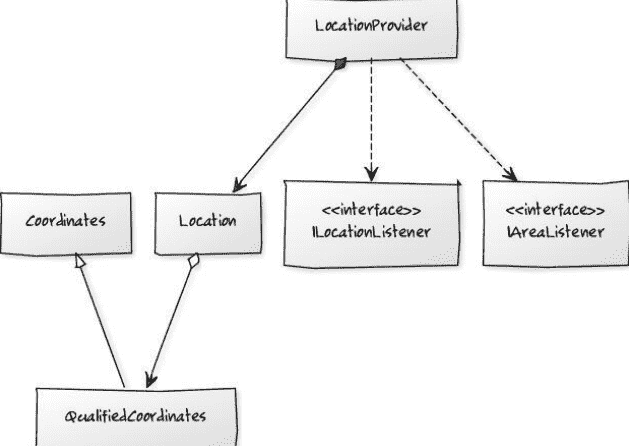 LocationProvider
Coordinates
Location
<<interface>>
ILocationListener
<<interface>>
IAreaListener
QualifiedCoordinates